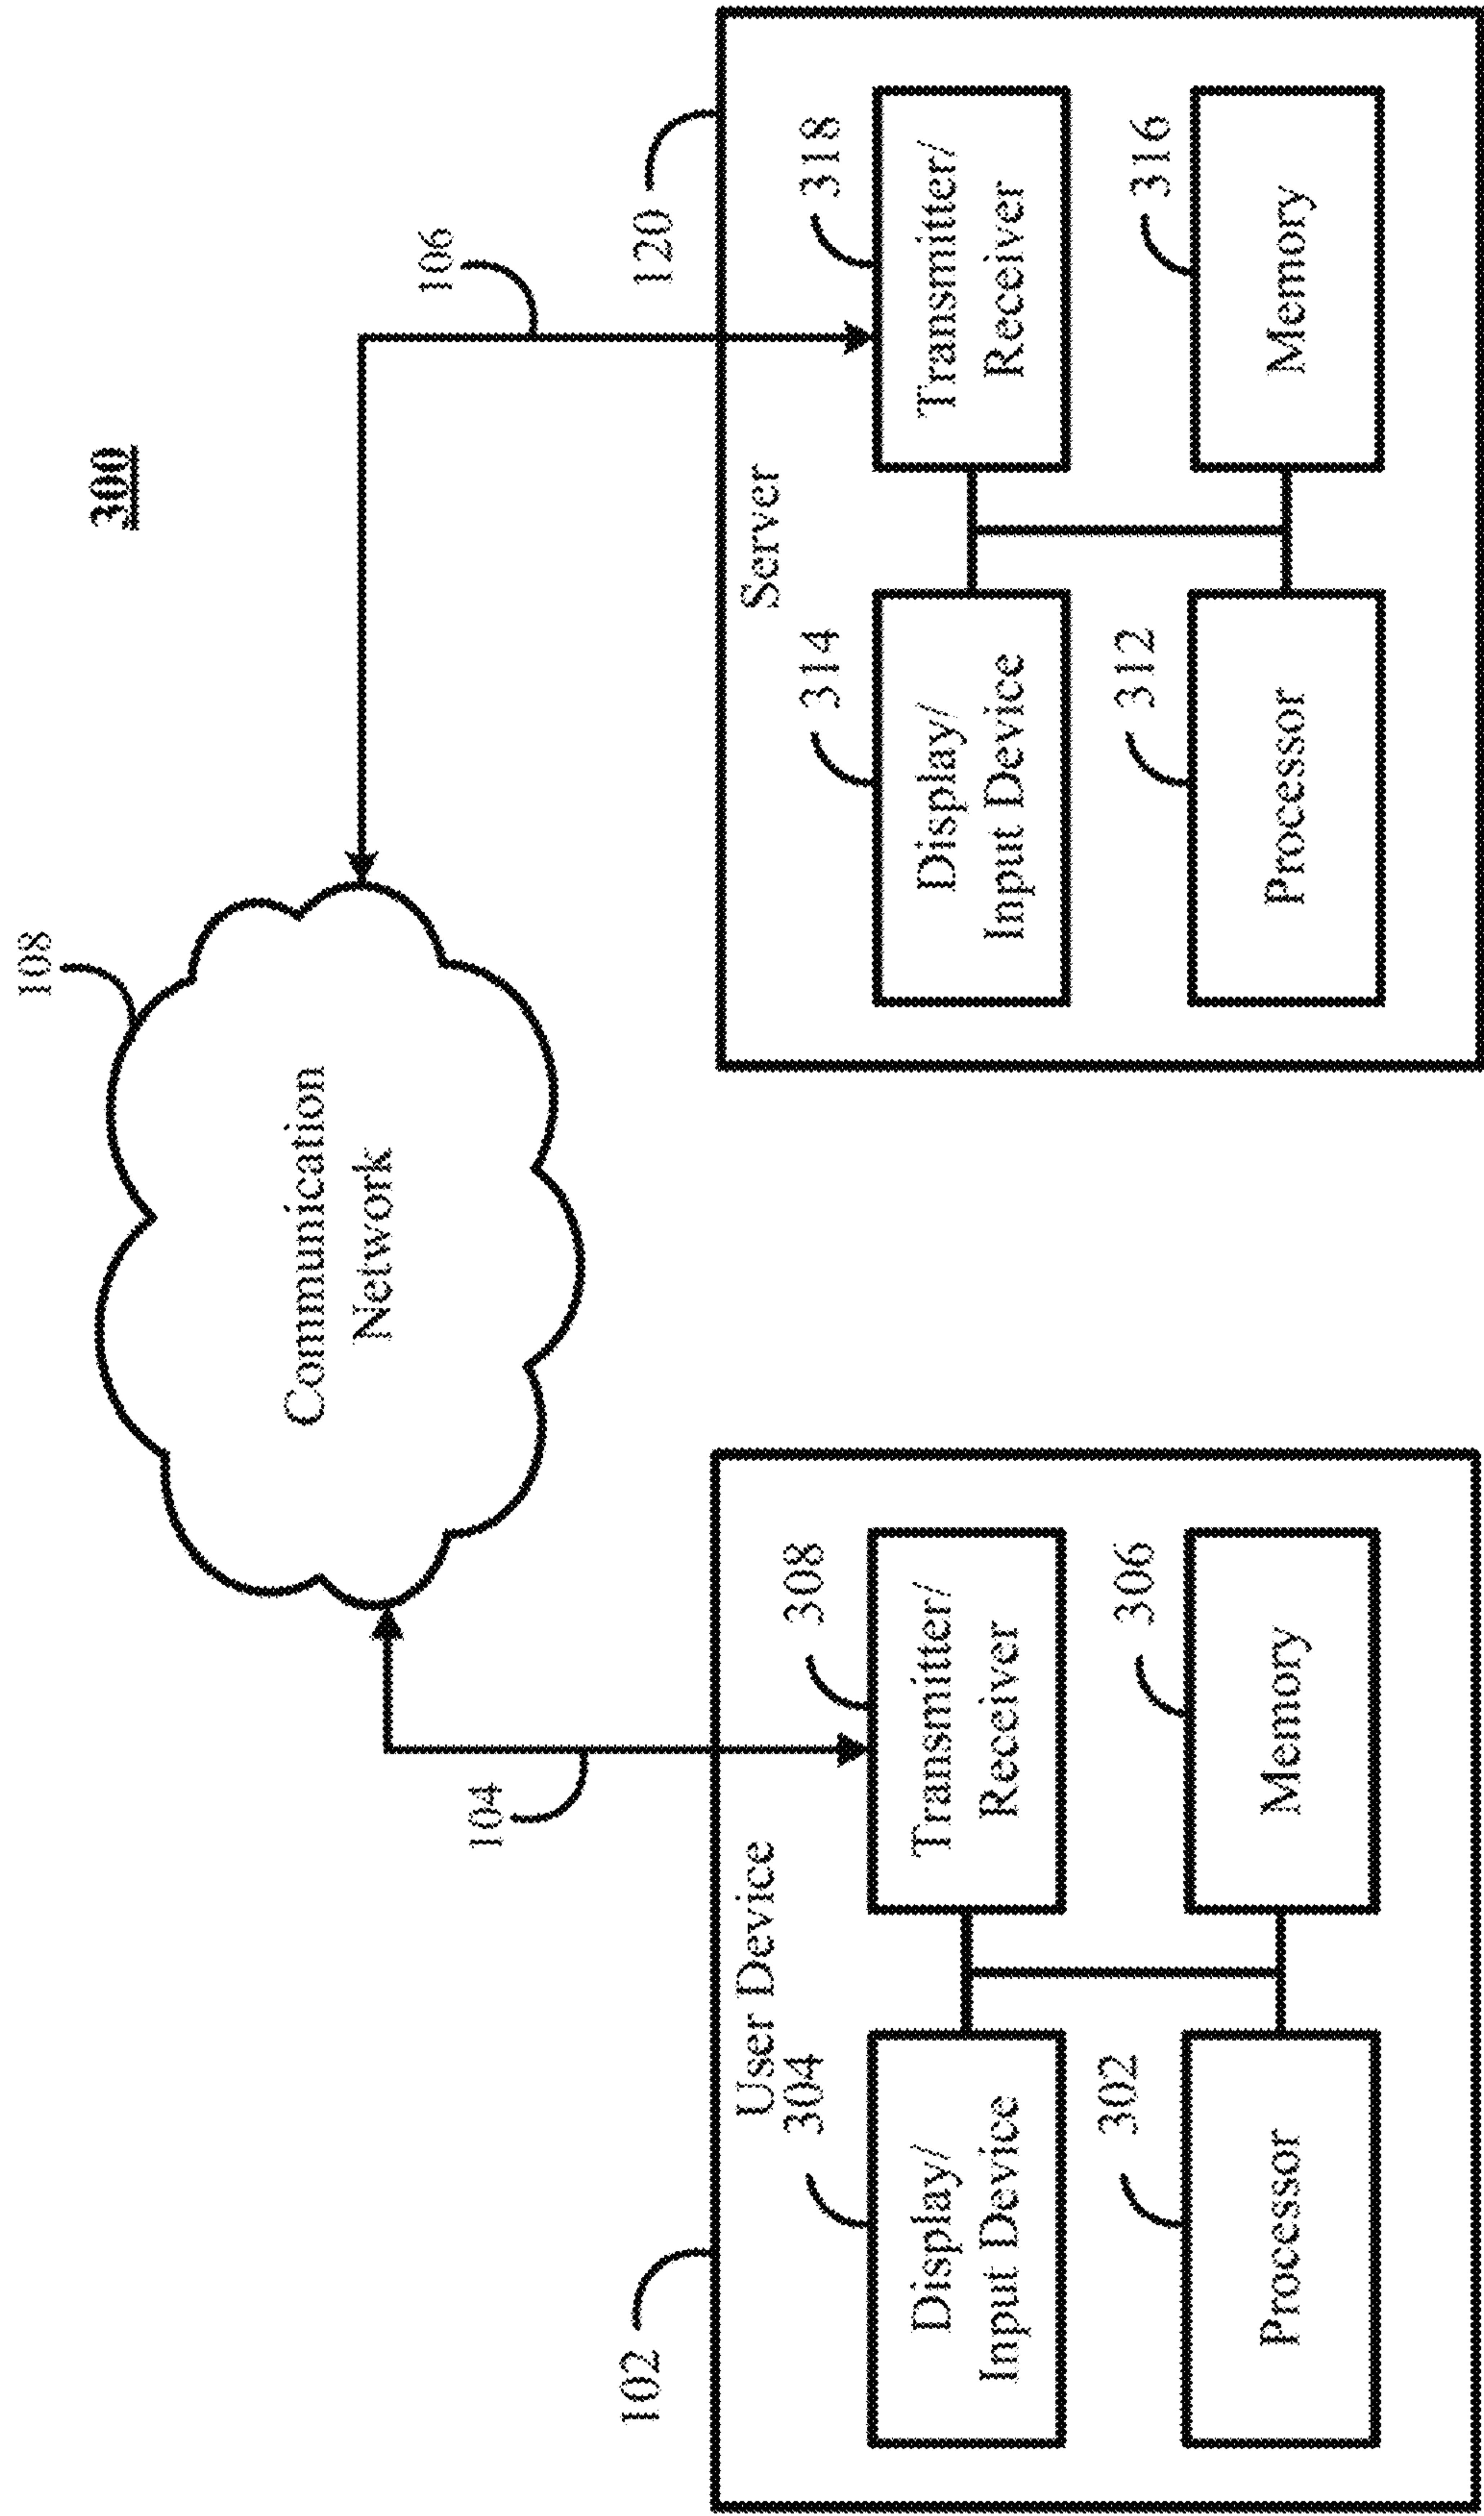 300
108
Communication
Network
106
104
102
120
User Device
304
308
Display/
Input Device
Transmitter/
Receiver
302
306
Processor
Memory
Server
314
318
Display/
Input Device
Transmitter/
Receiver
312
316
Processor
Memory